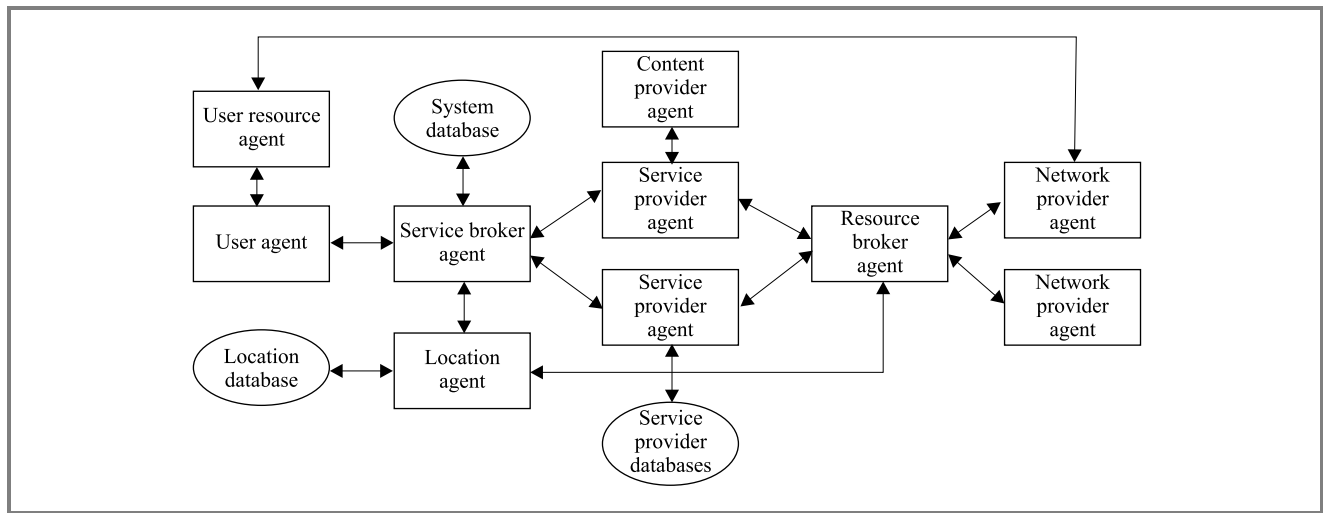 Content
provider
agent
User resource
agent
System
database
Service
provider
agent
Network
provider
agent
User agent
Service broker
agent
Resource
broker
agent
Service
provider
agent
Network
provider
agent
Location
database
Location
agent
Service
provider
databases